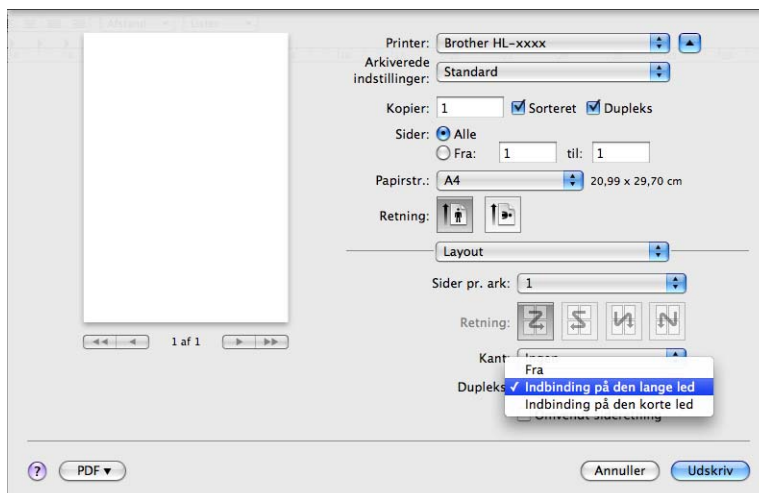 Printer: Brother HL-xxxx
Arkiverede
indstillinger: Standard
Kopier: 1 Sorteret Dupleks
Sider: Alle
Fra: 1 til: 1
Papirstr.: A4 20,99 x 29,70 cm
Retning:
Layout
Sider pr. ark: 1
Retning:
1 af 1
Kant: Ingen
Fra
Dupleks ✓ Indbinding på den lange led
Indbinding på den korte led
Omvendt sideretning
? PDF▼ Annuller Udskriv